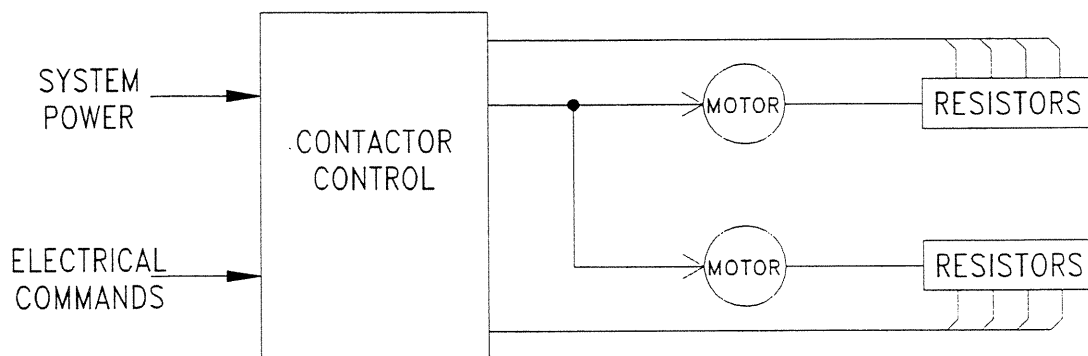 SYSTEM
POWER
CONTACTOR
CONTROL
ELECTRICAL
COMMANDS
MOTOR
RESISTORS
MOTOR
RESISTORS